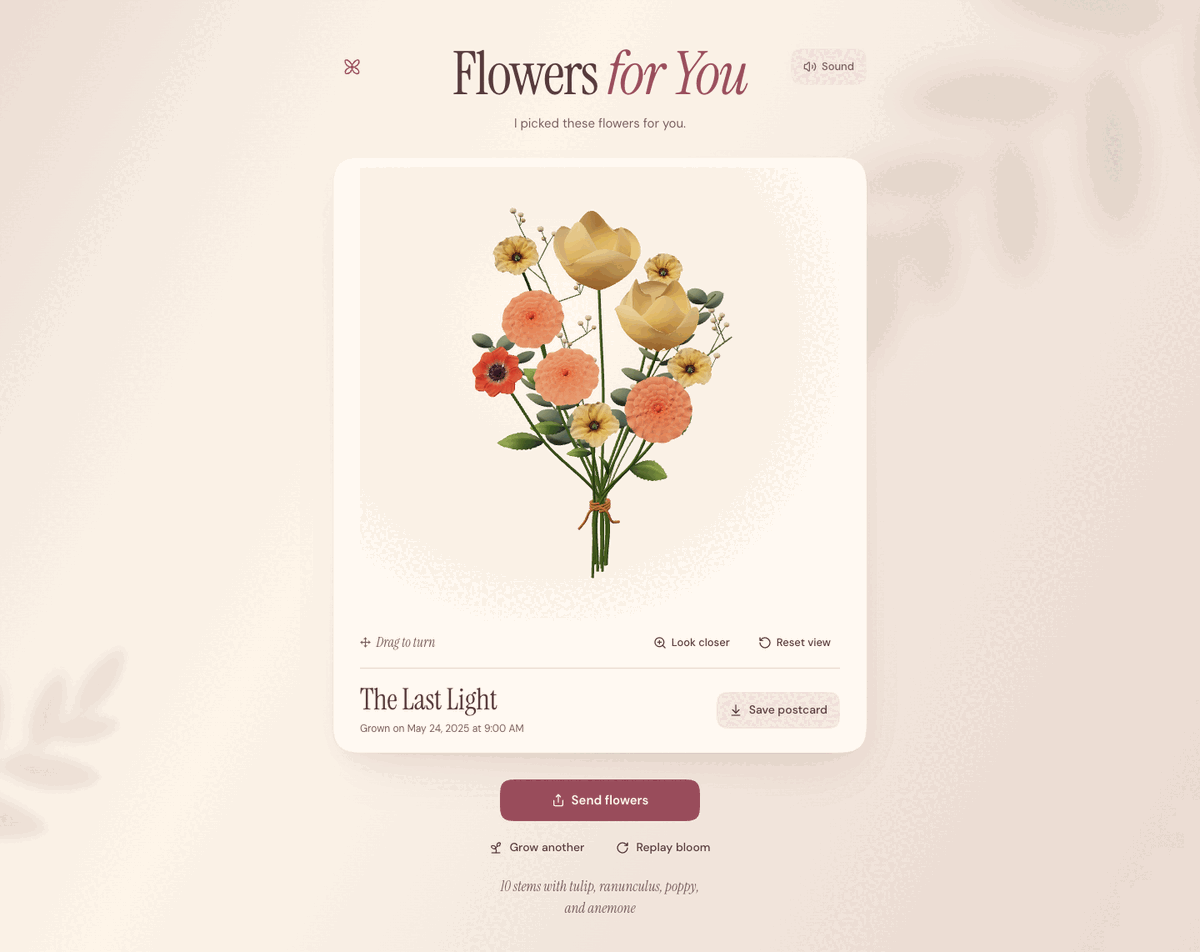 Flowers for You
Sound
I picked these flowers for you.
Drag to turn
Look closer
Reset view
The Last Light
Grown on May 24, 2025 at 9:00 AM
Save postcard
Send flowers
Grow another
Replay bloom
10 stems with tulip, ranunculus, poppy,
and anemone